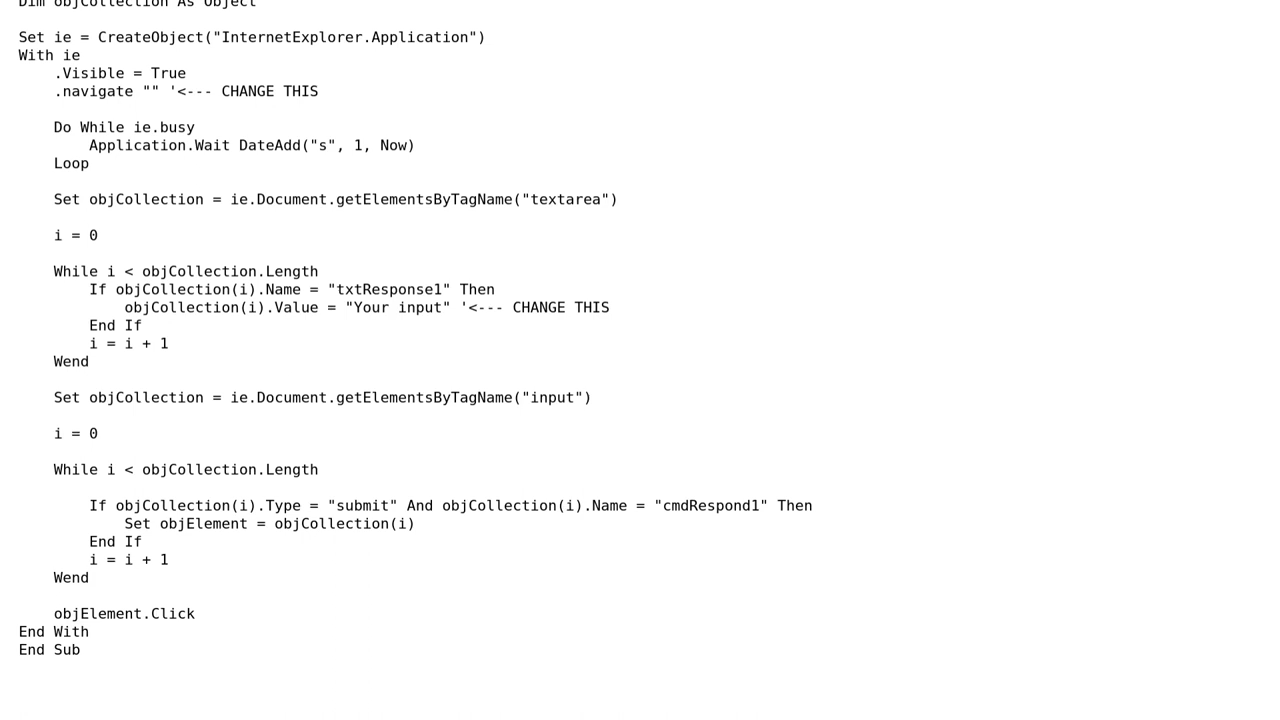 Dim objCollection As Object
Set ie = CreateObject("InternetExplorer.Application")
With ie
    .Visible = True
    .navigate "" '<--- CHANGE THIS
    Do While ie.busy
        Application.Wait DateAdd("s", 1, Now)
    Loop
    Set objCollection = ie.Document.getElementsByTagName("textarea")
    i = 0
    While i < objCollection.Length
        If objCollection(i).Name = "txtResponse1" Then
            objCollection(i).Value = "Your input" '<--- CHANGE THIS
        End If
        i = i + 1
    Wend
    Set objCollection = ie.Document.getElementsByTagName("input")
    i = 0
    While i < objCollection.Length
        If objCollection(i).Type = "submit" And objCollection(i).Name = "cmdRespond1" Then
            Set objElement = objCollection(i)
        End If
        i = i + 1
    Wend
    objElement.Click
End With
End Sub